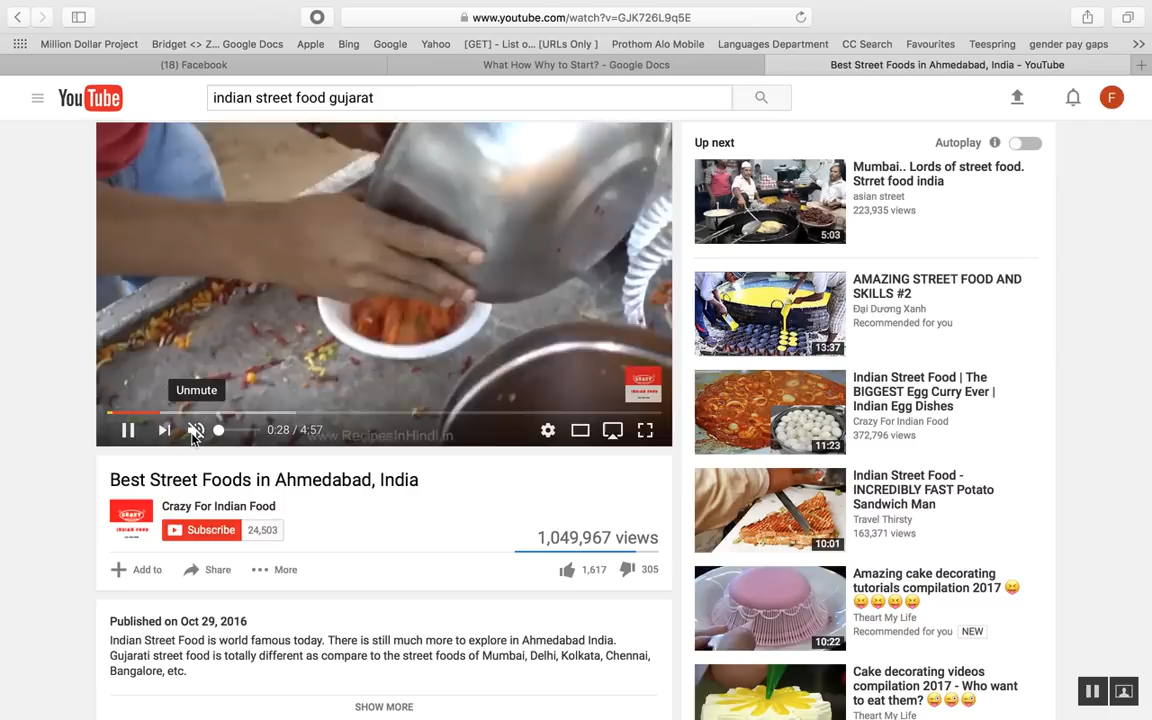 www.youtube.com/watch?v=GJK726L9q5E
Million Dollar Project
Bridget <> Z... Google Docs
Apple
Bing
Google
Yahoo
[GET] - List o... [URLs Only ]
Prothom Alo Mobile
Languages Department
CC Search
Favourites
Teespring
gender pay gaps
(18) Facebook
What How Why to Start? - Google Docs
Best Street Foods in Ahmedabad, India - YouTube
YouTube
indian street food gujarat
F
Unmute
0:28 / 4:57
www.RecipesInHindi.in
Best Street Foods in Ahmedabad, India
Crazy For Indian Food
Subscribe 24,503
1,049,967 views
Add to
Share
More
1,617
305
Published on Oct 29, 2016
Indian Street Food is world famous today. There is still much more to explore in Ahmedabad India.
Gujarati street food is totally different as compare to the street foods of Mumbai, Delhi, Kolkata, Chennai,
Bangalore, etc.
SHOW MORE
Up next
Autoplay
Mumbai.. Lords of street food.
Strret food india
asian street
223,935 views
5:03
AMAZING STREET FOOD AND
SKILLS #2
Đại Dương Xanh
Recommended for you
13:37
Indian Street Food | The
BIGGEST Egg Curry Ever |
Indian Egg Dishes
Crazy For Indian Food
372,796 views
11:23
Indian Street Food -
INCREDIBLY FAST Potato
Sandwich Man
Travel Thirsty
163,371 views
10:01
Amazing cake decorating
tutorials compilation 2017 😝
😝😝😝😝
Theart My Life
Recommended for you NEW
10:22
Cake decorating videos
compilation 2017 - Who want
to eat them? 😜😜😜
Theart My Life